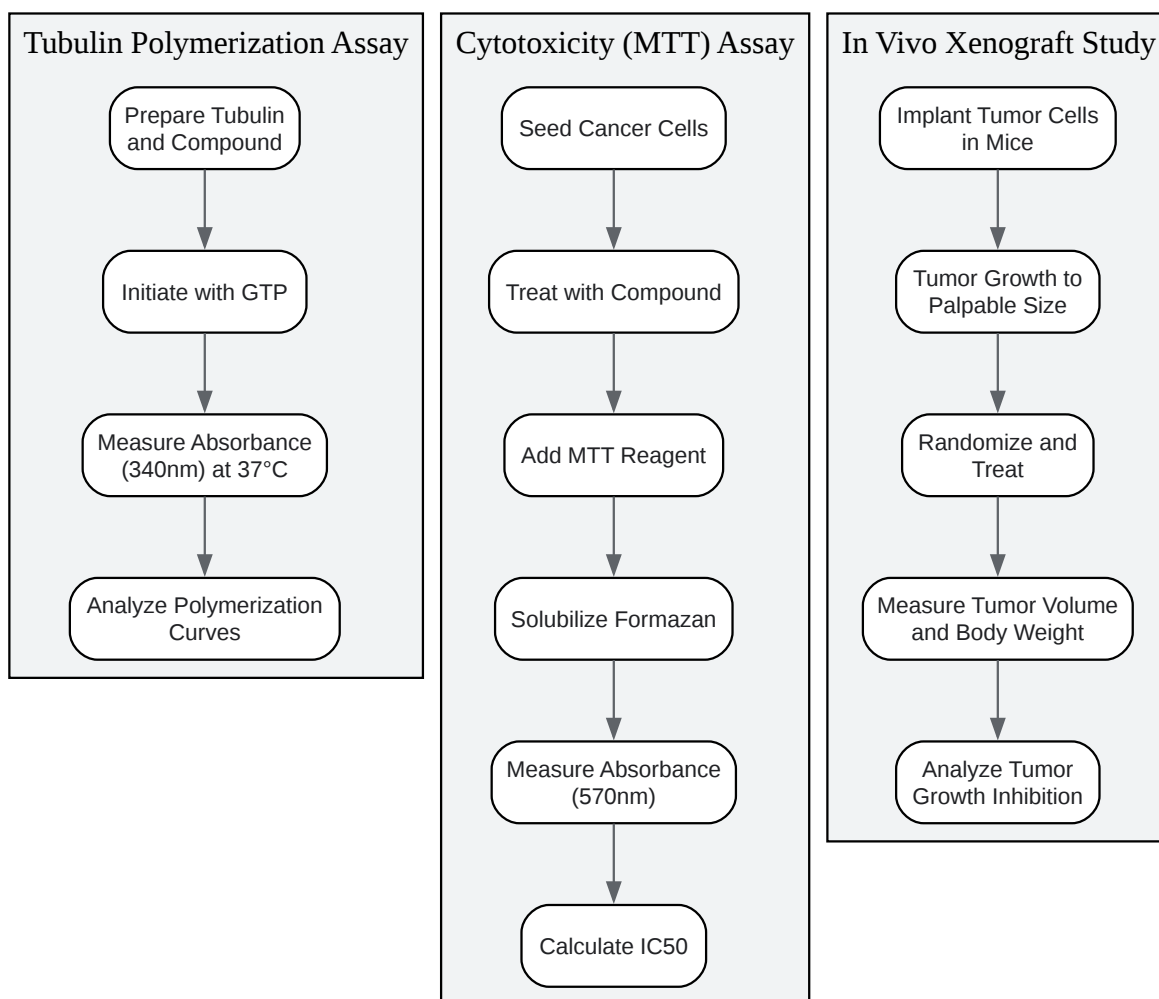 Tubulin Polymerization Assay
Prepare Tubulin
and Compound
Initiate with GTP
Measure Absorbance
(340nm) at 37°C
Analyze Polymerization
Curves
Cytotoxicity (MTT) Assay
Seed Cancer Cells
Treat with Compound
Add MTT Reagent
Solubilize Formazan
Measure Absorbance
(570nm)
Calculate IC50
In Vivo Xenograft Study
Implant Tumor Cells
in Mice
Tumor Growth to
Palpable Size
Randomize and
Treat
Measure Tumor Volume
and Body Weight
Analyze Tumor
Growth Inhibition